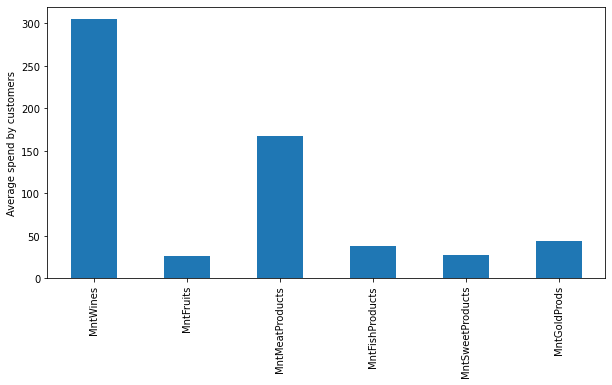 Average spend by customers
300
250
200
150
100
50
0
MntWines
MntFruits
MntMeatProducts
MntFishProducts
MntSweetProducts
MntGoldProds